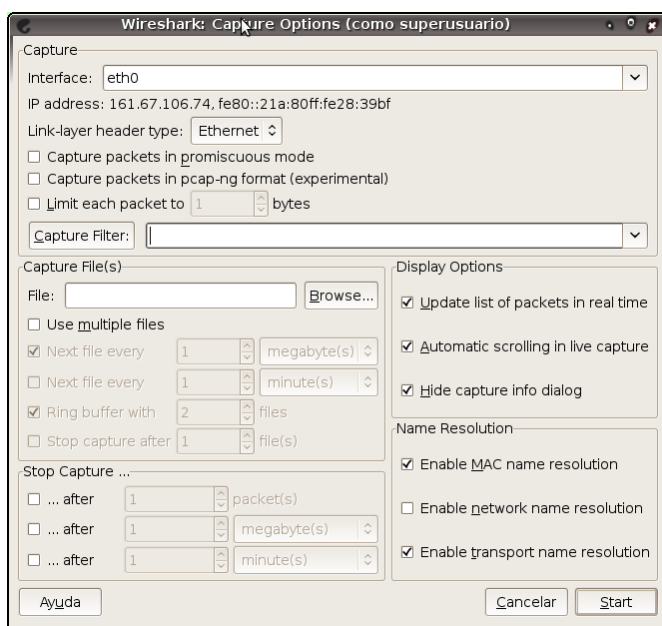 Wireshark: Capture Options (como superusuario)
Capture
Interface: eth0
IP address: 161.67.106.74, fe80::21a:80ff:fe28:39bf
Link-layer header type: Ethernet
Capture packets in promiscuous mode
Capture packets in pcap-ng format (experimental)
Limit each packet to 1 bytes
Capture Filter:
Capture File(s)
File: Browse...
Use multiple files
Next file every 1 megabyte(s)
Next file every 1 minute(s)
Ring buffer with 2 files
Stop capture after 1 file(s)
Stop Capture ...
... after 1 packet(s)
... after 1 megabyte(s)
... after 1 minute(s)
Display Options
Update list of packets in real time
Automatic scrolling in live capture
Hide capture info dialog
Name Resolution
Enable MAC name resolution
Enable network name resolution
Enable transport name resolution
Ayuda
Cancelar
Start